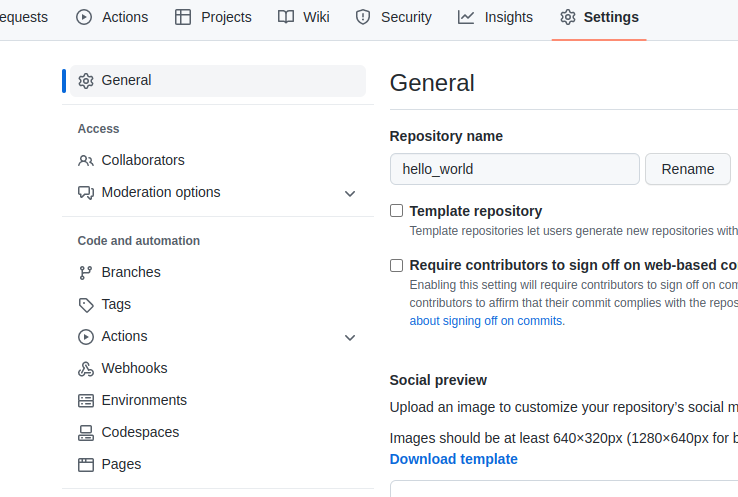 equests Actions Projects Wiki Security Insights Settings
General
Access
Collaborators
Moderation options
Code and automation
Branches
Tags
Actions
Webhooks
Environments
Codespaces
Pages
General
Repository name
hello_world Rename
Template repository
Template repositories let users generate new repositories with
Require contributors to sign off on web-based co
Enabling this setting will require contributors to sign off on com
contributors to affirm that their commit complies with the repos
about signing off on commits.
Social preview
Upload an image to customize your repository's social m
Images should be at least 640×320px (1280×640px for b
Download template